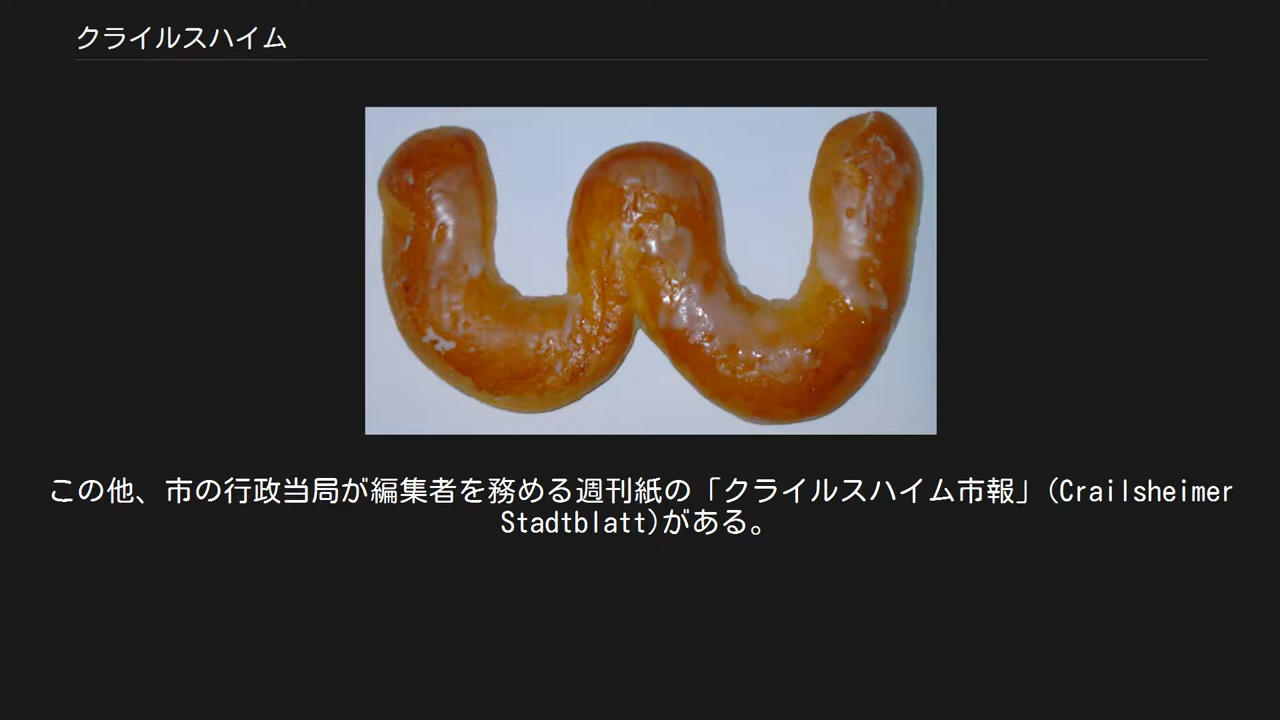 クライルスハイム
この他、市の行政当局が編集者を務める週刊紙の「クライルスハイム市報」(Crailsheimer
Stadtblatt)がある。